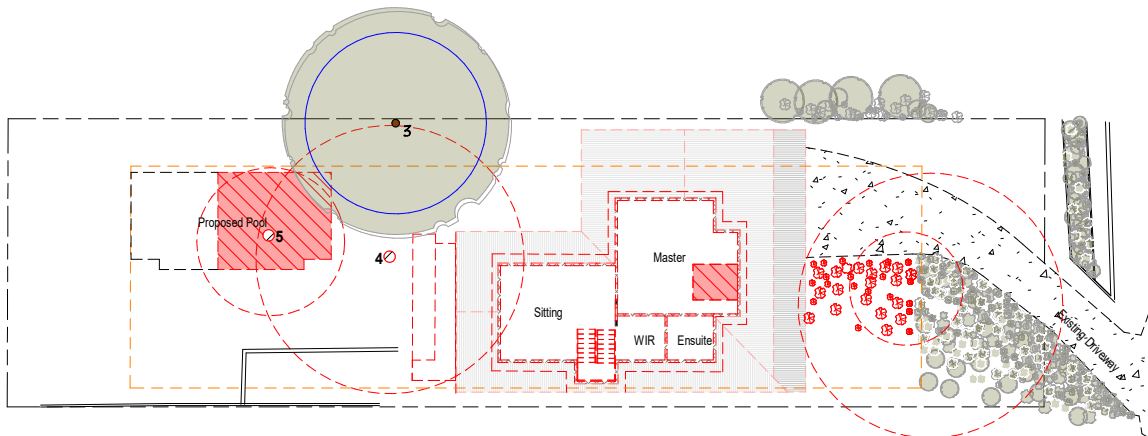 3
Proposed Pool
5
4
Master
Sitting
WIR
Ensuite
Existing Driveway